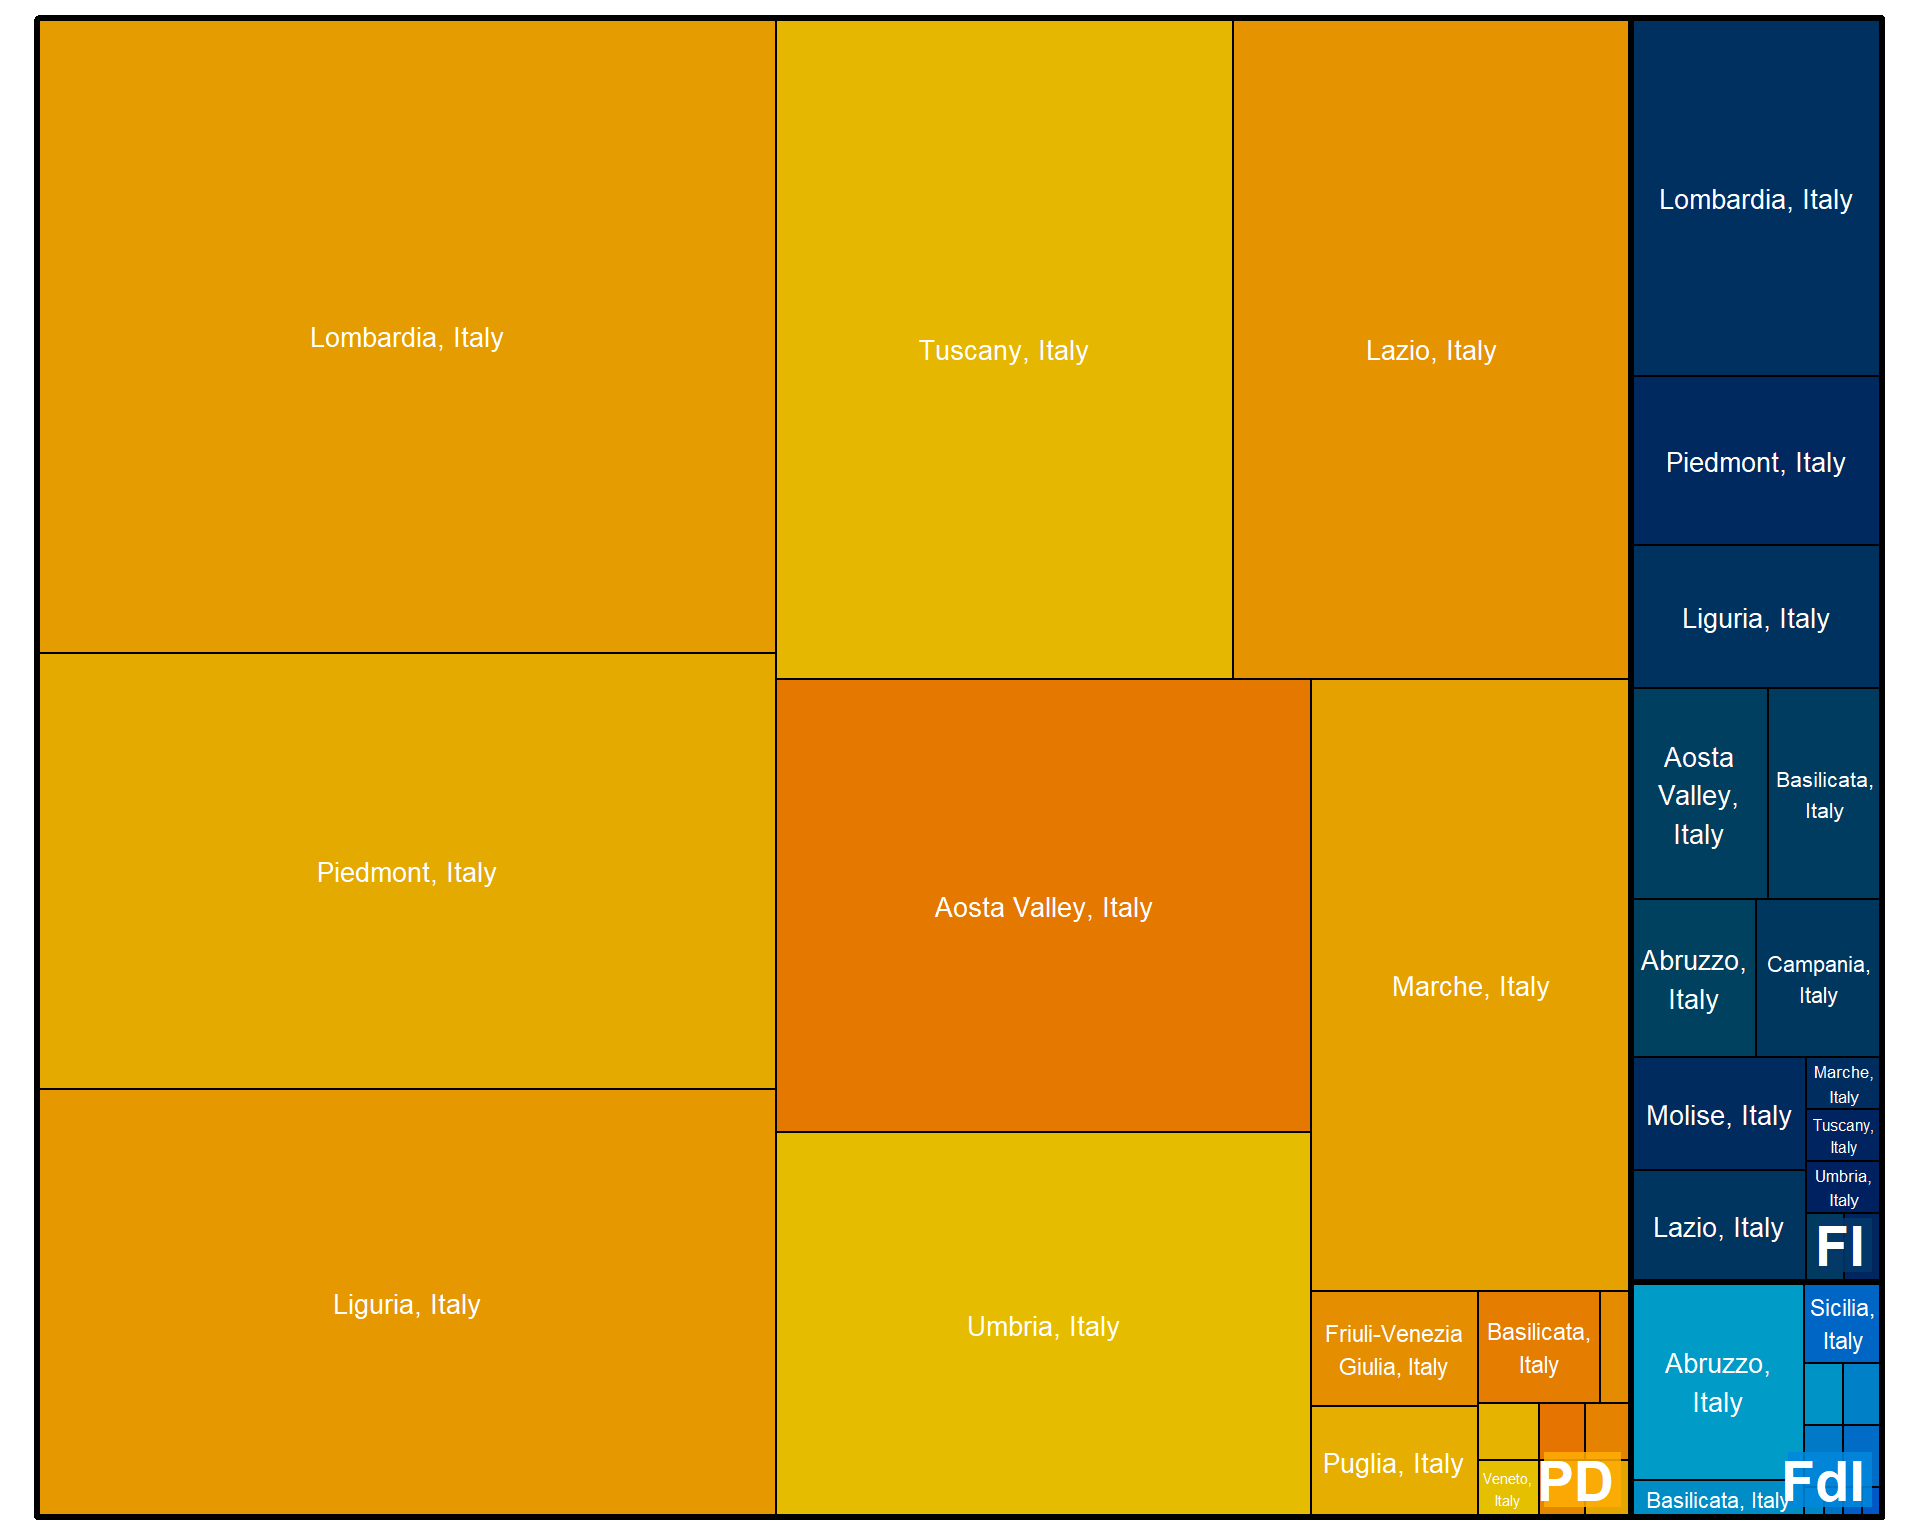 Lombardia, Italy
Tuscany, Italy
Lazio, Italy
Piedmont, Italy
Aosta Valley, Italy
Marche, Italy
Liguria, Italy
Umbria, Italy
Friuli-Venezia
Giulia, Italy
Basilicata,
Italy
Puglia, Italy
Veneto,
Italy
PD
Lombardia, Italy
Piedmont, Italy
Liguria, Italy
Aosta
Valley,
Italy
Basilicata,
Italy
Abruzzo,
Italy
Campania,
Italy
Molise, Italy
Marche,
Italy
Tuscany,
Italy
Umbria,
Italy
Lazio, Italy
FI
Abruzzo,
Italy
Sicilia,
Italy
Basilicata, Italy
FdI